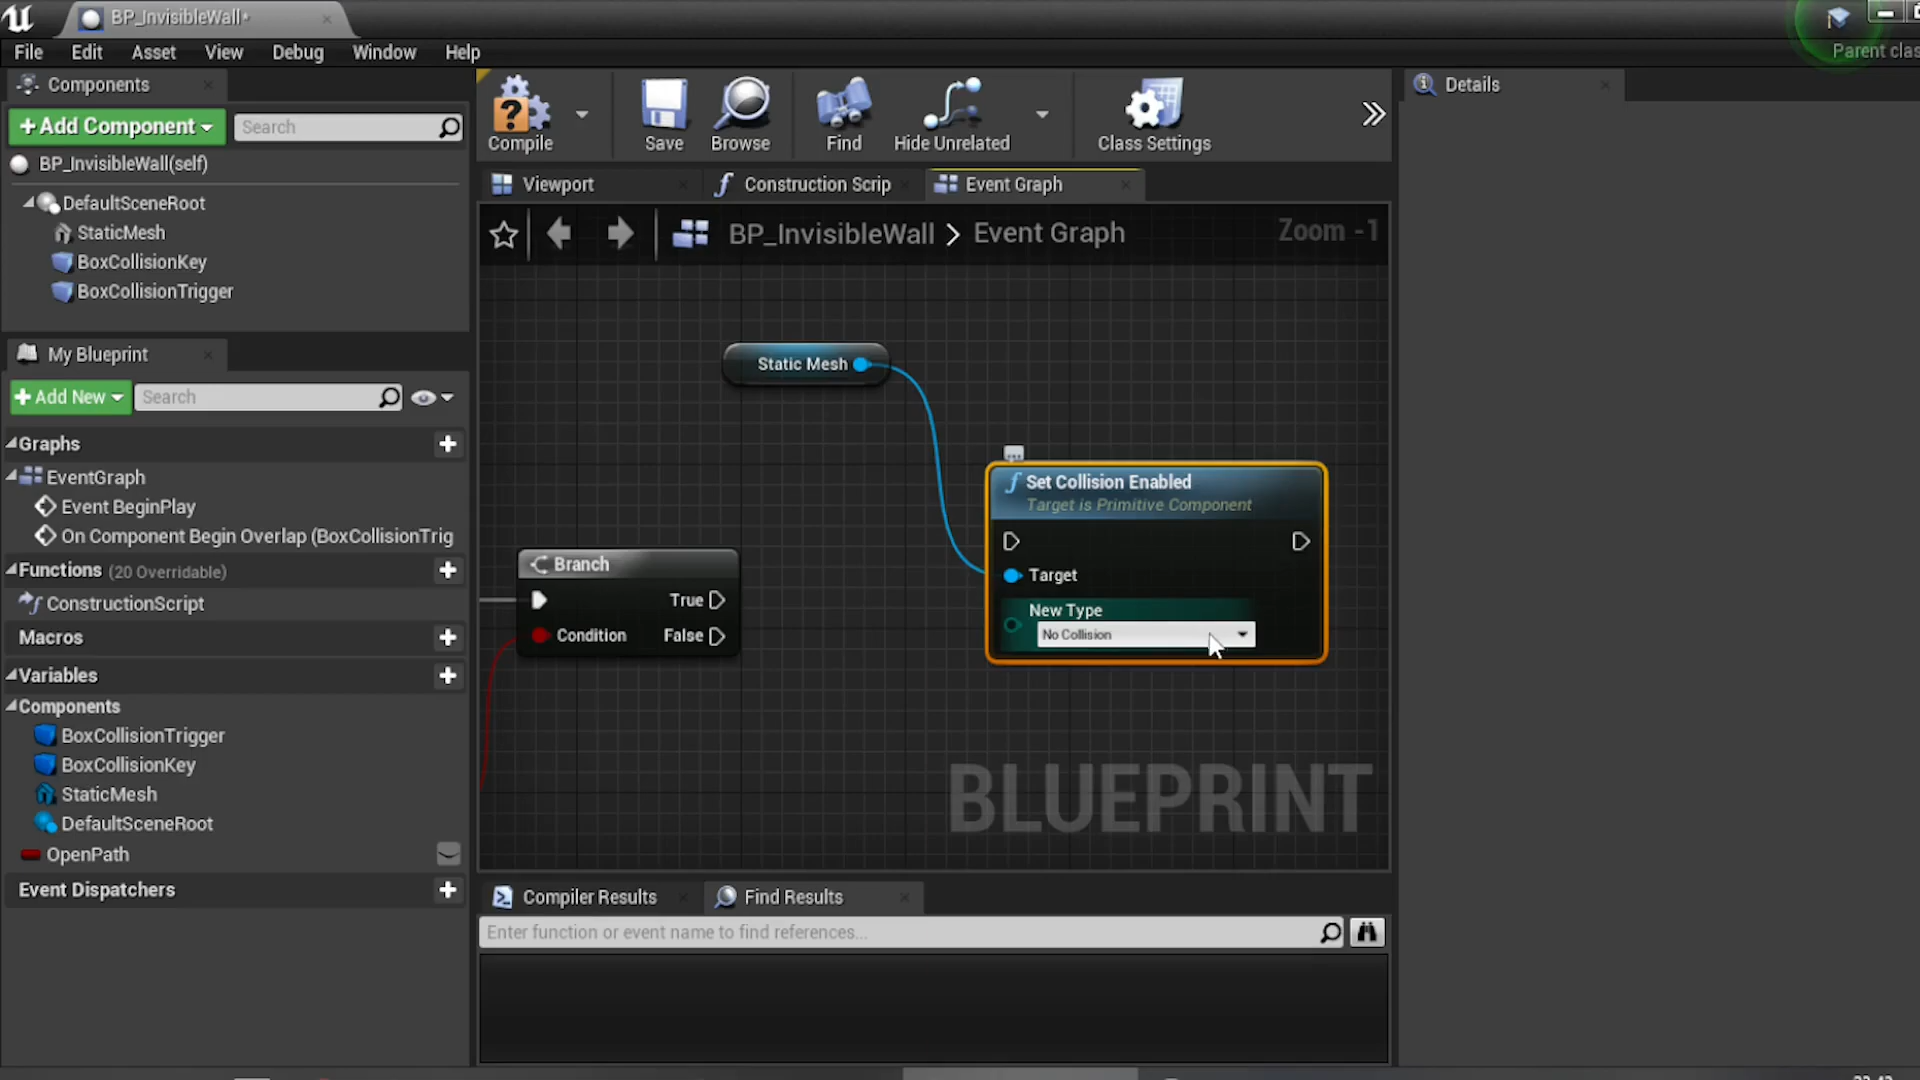 BP_InvisibleWall*
Parent clas
File Edit Asset View Debug Window Help
Components
+Add Component
Search
BP_InvisibleWall(self)
DefaultSceneRoot
StaticMesh
BoxCollisionKey
BoxCollisionTrigger
My Blueprint
+Add New
Search
Graphs
EventGraph
Event BeginPlay
On Component Begin Overlap (BoxCollisionTrig
Functions (20 Overridable)
ConstructionScript
Macros
Variables
Components
BoxCollisionTrigger
BoxCollisionKey
StaticMesh
DefaultSceneRoot
OpenPath
Event Dispatchers
Compile Save Browse Find Hide Unrelated Class Settings
Viewport Construction Scrip Event Graph
BP_InvisibleWall > Event Graph
Zoom -1
Static Mesh
Set Collision Enabled
Target is Primitive Component
Target
New Type
No Collision
Branch
True
Condition False
BLUEPRINT
Compiler Results Find Results
Enter function or event name to find references...
Details